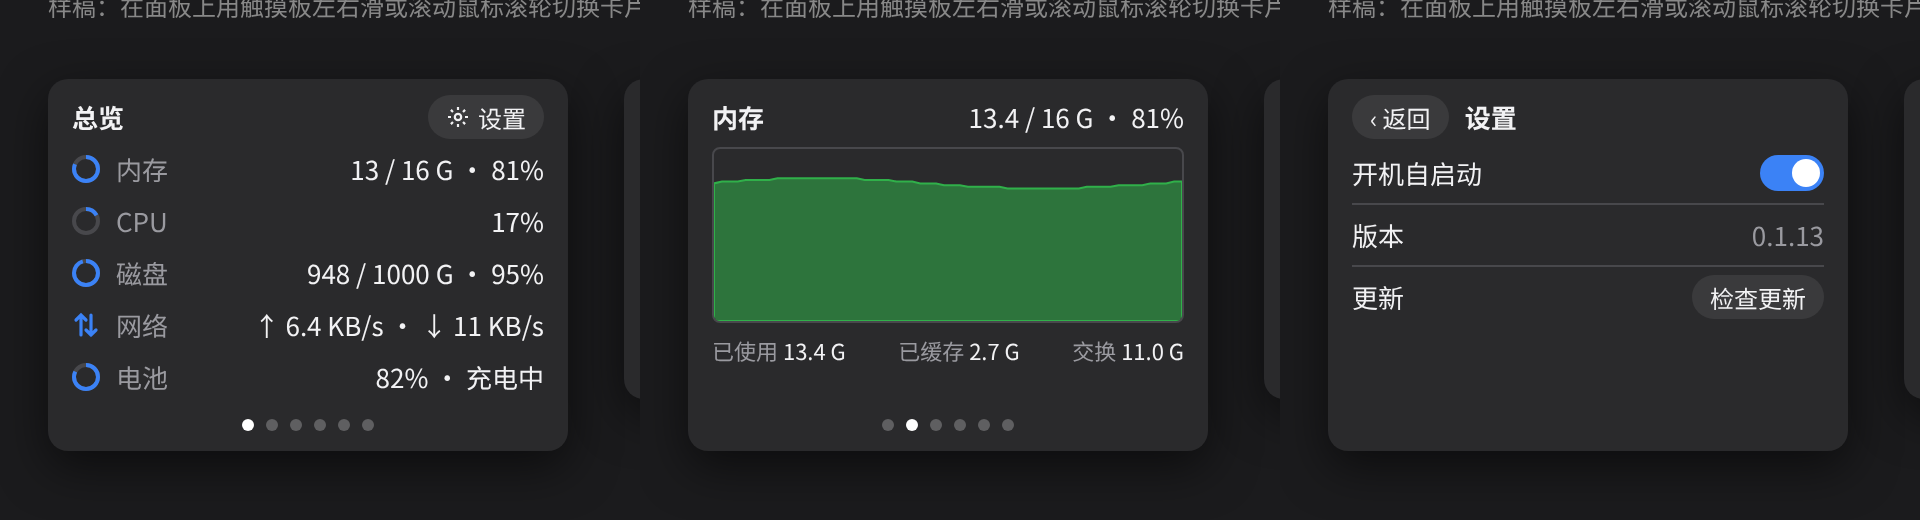 样稿：在面板上用触摸板左右滑或滚动鼠标滚轮切换卡片
样稿：在面板上用触摸板左右滑或滚动鼠标滚轮切换卡片
样稿：在面板上用触摸板左右滑或滚动鼠标滚轮切换卡片
总览
设置
内存 13 / 16 G · 81%
CPU 17%
磁盘 948 / 1000 G · 95%
网络 ↑ 6.4 KB/s · ↓ 11 KB/s
电池 82% · 充电中
内存 13.4 / 16 G · 81%
已使用 13.4 G 已缓存 2.7 G 交换 11.0 G
‹ 返回 设置
开机自启动
版本 0.1.13
更新 检查更新